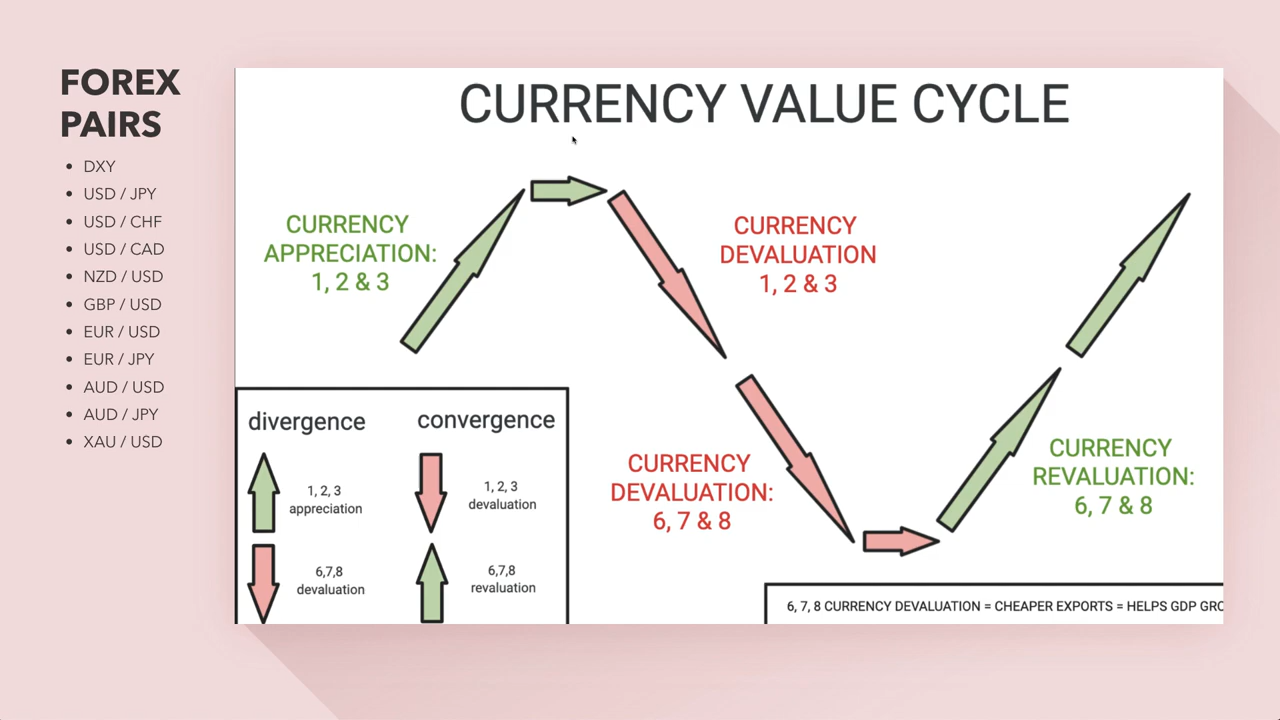 FOREX
PAIRS
• DXY
• USD / JPY
• USD / CHF
• USD / CAD
• NZD / USD
• GBP / USD
• EUR / USD
• EUR / JPY
• AUD / USD
• AUD / JPY
• XAU / USD
CURRENCY VALUE CYCLE
CURRENCY
APPRECIATION:
1, 2 & 3
CURRENCY
DEVALUATION
1, 2 & 3
divergence
convergence
1, 2, 3
appreciation
1, 2, 3
devaluation
6,7,8
devaluation
6,7,8
revaluation
CURRENCY
DEVALUATION:
6, 7 & 8
CURRENCY
REVALUATION:
6, 7 & 8
6, 7, 8 CURRENCY DEVALUATION = CHEAPER EXPORTS = HELPS GDP